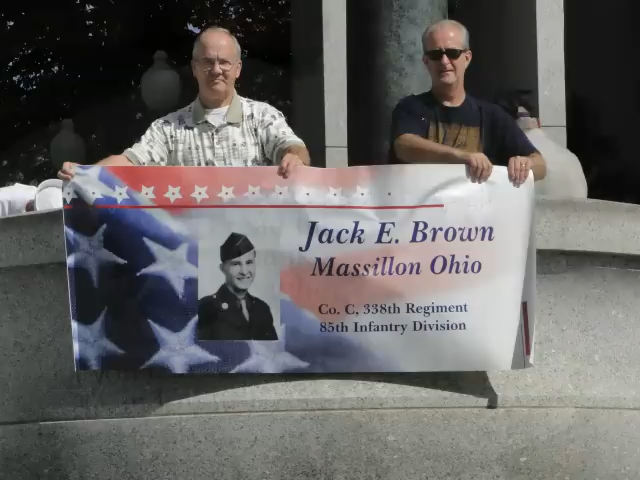 Jack E. Brown
Massillon Ohio
Co. C, 338th Regiment
85th Infantry Division